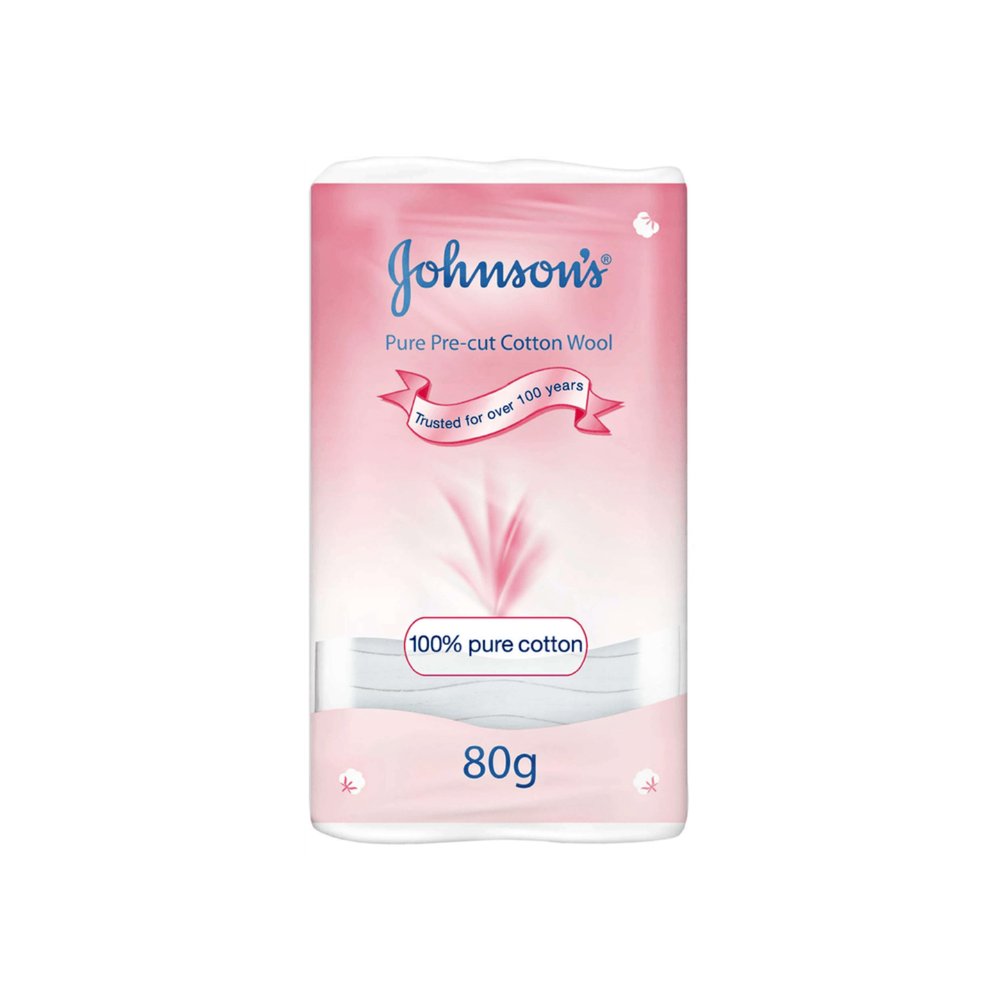 Johnson's®
Pure Pre-cut Cotton Wool
Trusted for over 100 years
100% pure cotton
80g